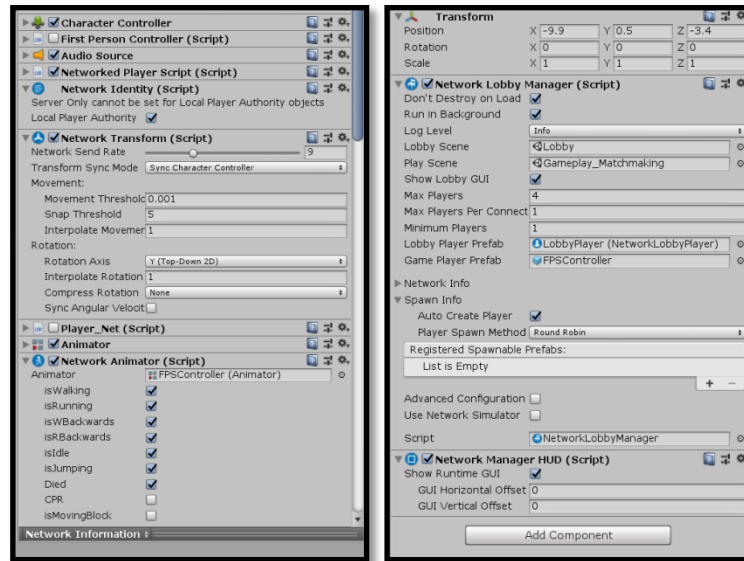 Character Controller
First Person Controller (Script)
Audio Source
Networked Player Script (Script)
Network Identity (Script)
Server Only cannot be set for Local Player Authority objects
Local Player Authority
Network Transform (Script)
Network Send Rate 9
Transform Sync Mode Sync Character Controller
Movement:
Movement Threshold 0.001
Snap Threshold 5
Interpolate Movemer 1
Rotation:
Rotation Axis Y (Top-Down 2D)
Interpolate Rotation 1
Compress Rotation None
Sync Angular Velocit
Player_Net (Script)
Animator
Network Animator (Script)
Animator FPSController (Animator)
isWalking
isRunning
isWBackwards
isRBackwards
isIdle
isJumping
Died
CPR
isMovingBlock
Network Information
Transform
Position X -9.9 Y 0.5 Z -3.4
Rotation X 0 Y 0 Z 0
Scale X 1 Y 1 Z 1
Network Lobby Manager (Script)
Don't Destroy on Load
Run in Background
Log Level Info
Lobby Scene Lobby
Play Scene Gameplay_Matchmaking
Show Lobby GUI
Max Players 4
Max Players Per Connect 1
Minimum Players 1
Lobby Player Prefab LobbyPlayer (NetworkLobbyPlayer)
Game Player Prefab FPSController
Network Info
Spawn Info
Auto Create Player
Player Spawn Method Round Robin
Registered Spawnable Prefabs:
List is Empty
+ −
Advanced Configuration
Use Network Simulator
Script NetworkLobbyManager
Network Manager HUD (Script)
Show Runtime GUI
GUI Horizontal Offset 0
GUI Vertical Offset 0
Add Component